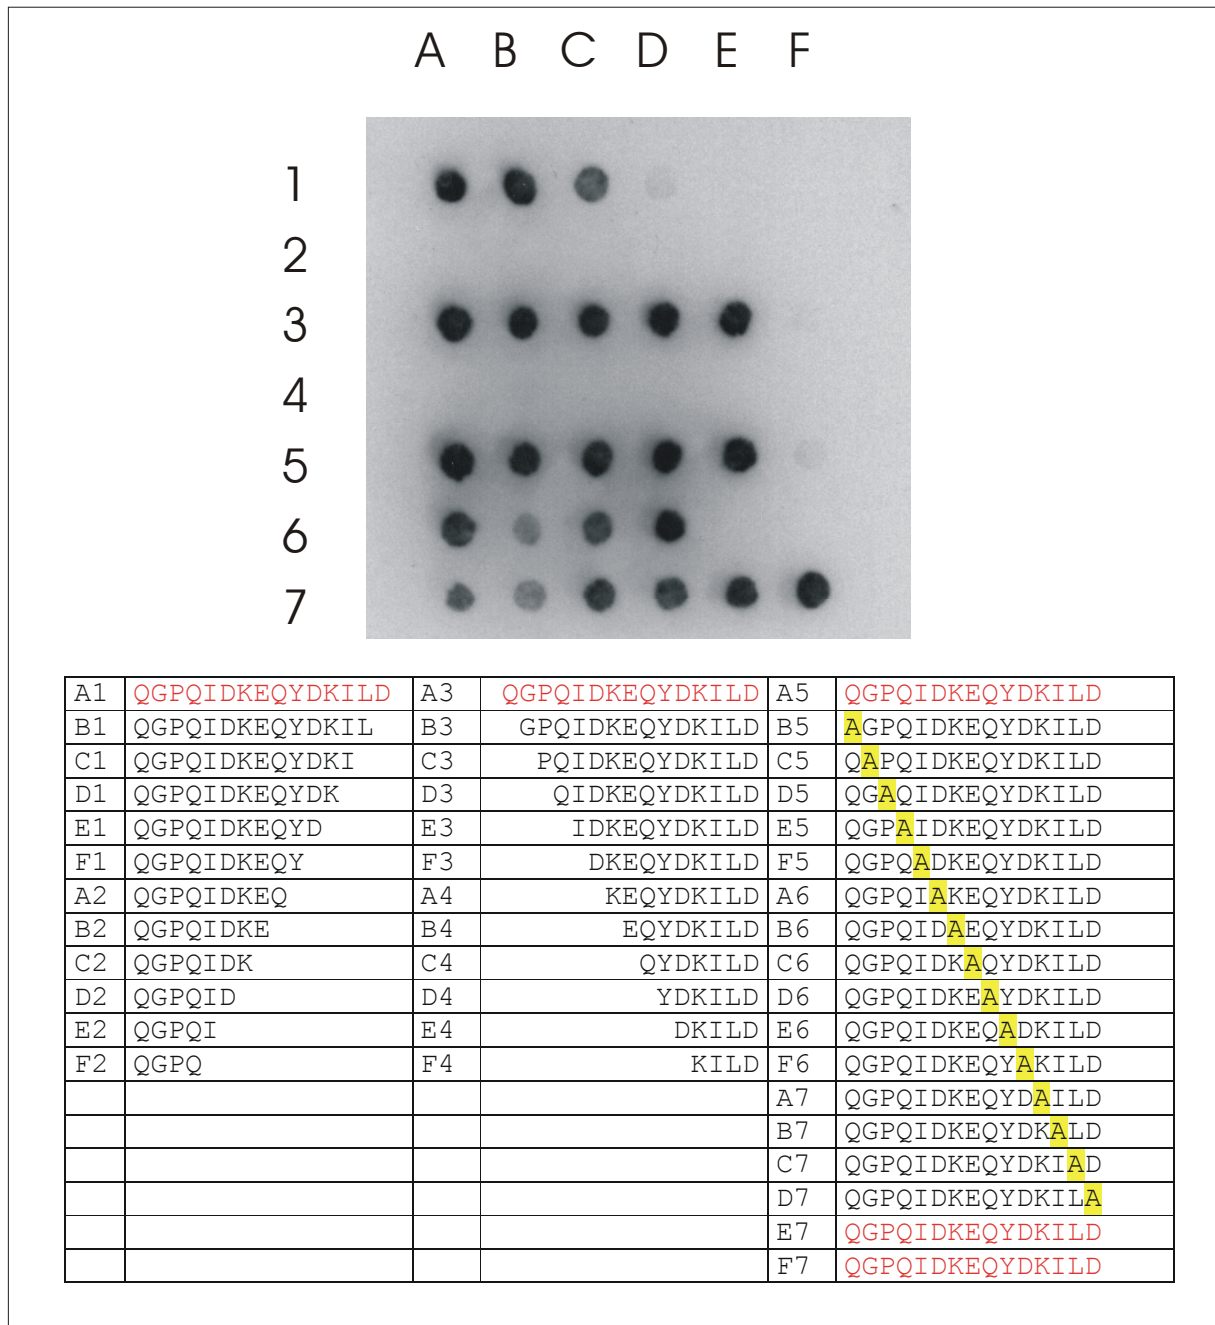 A B C D E F
1
2
3
4
5
6
7
A1 QGPQIDKEQYDKILD A3 QGPQIDKEQYDKILD A5 QGPQIDKEQYDKILD
B1 QGPQIDKEQYDKIL B3 GPQIDKEQYDKILD B5 AGPQIDKEQYDKILD
C1 QGPQIDKEQYDKI C3 PQIDKEQYDKILD C5 QAPQIDKEQYDKILD
D1 QGPQIDKEQYDK D3 QIDKEQYDKILD D5 QGAQIDKEQYDKILD
E1 QGPQIDKEQYD E3 IDKEQYDKILD E5 QGPAIDKEQYDKILD
F1 QGPQIDKEQY F3 DKEQYDKILD F5 QGPQADKEQYDKILD
A2 QGPQIDKEQ A4 KEQYDKILD A6 QGPQIAKEQYDKILD
B2 QGPQIDKE B4 EQYDKILD B6 QGPQIDAEQYDKILD
C2 QGPQIDK C4 QYDKILD C6 QGPQIDKAQYDKILD
D2 QGPQID D4 YDKILD D6 QGPQIDKEAYDKILD
E2 QGPQI E4 DKILD E6 QGPQIDKEQADKILD
F2 QGPQ F4 KILD F6 QGPQIDKEQYAKILD
A7 QGPQIDKEQYDAILD
B7 QGPQIDKEQYDKALD
C7 QGPQIDKEQYDKIAD
D7 QGPQIDKEQYDKILA
E7 QGPQIDKEQYDKILD
F7 QGPQIDKEQYDKILD